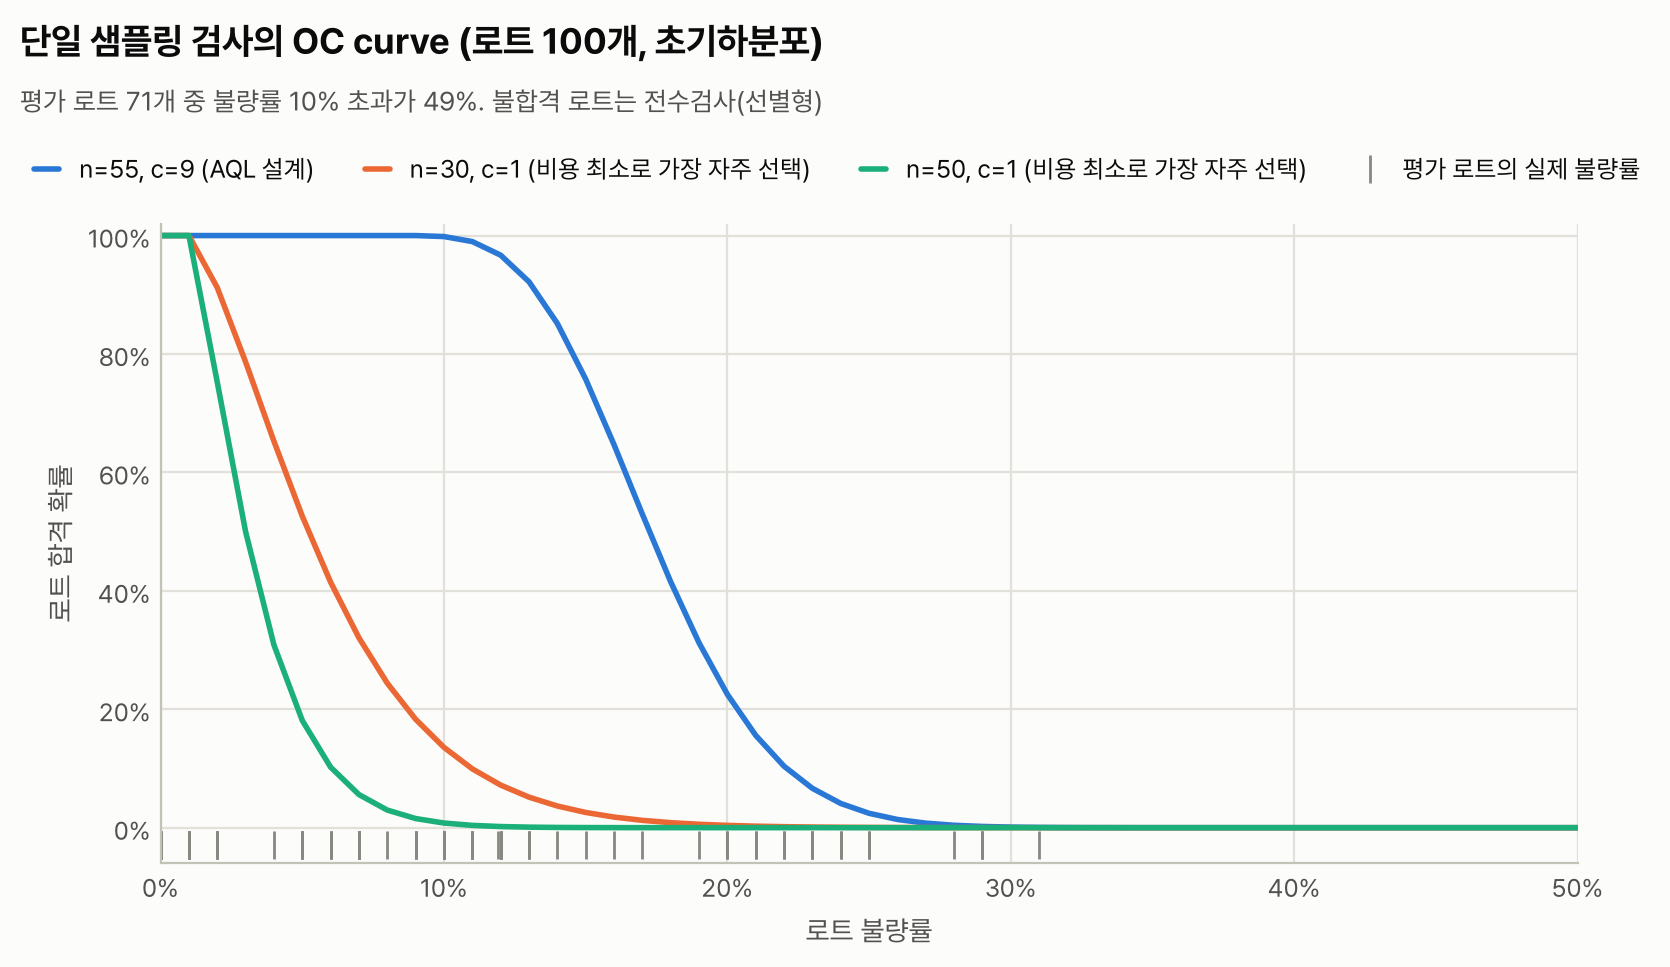 단일 샘플링 검사의 OC curve (로트 100개, 초기하분포)
평가 로트 71개 중 불량률 10% 초과가 49%. 불합격 로트는 전수검사(선별형)
n=55, c=9 (AQL 설계)
n=30, c=1 (비용 최소로 가장 자주 선택)
n=50, c=1 (비용 최소로 가장 자주 선택)
평가 로트의 실제 불량률
로트 합격 확률
100%
80%
60%
40%
20%
0%
0%
10%
20%
30%
40%
50%
로트 불량률